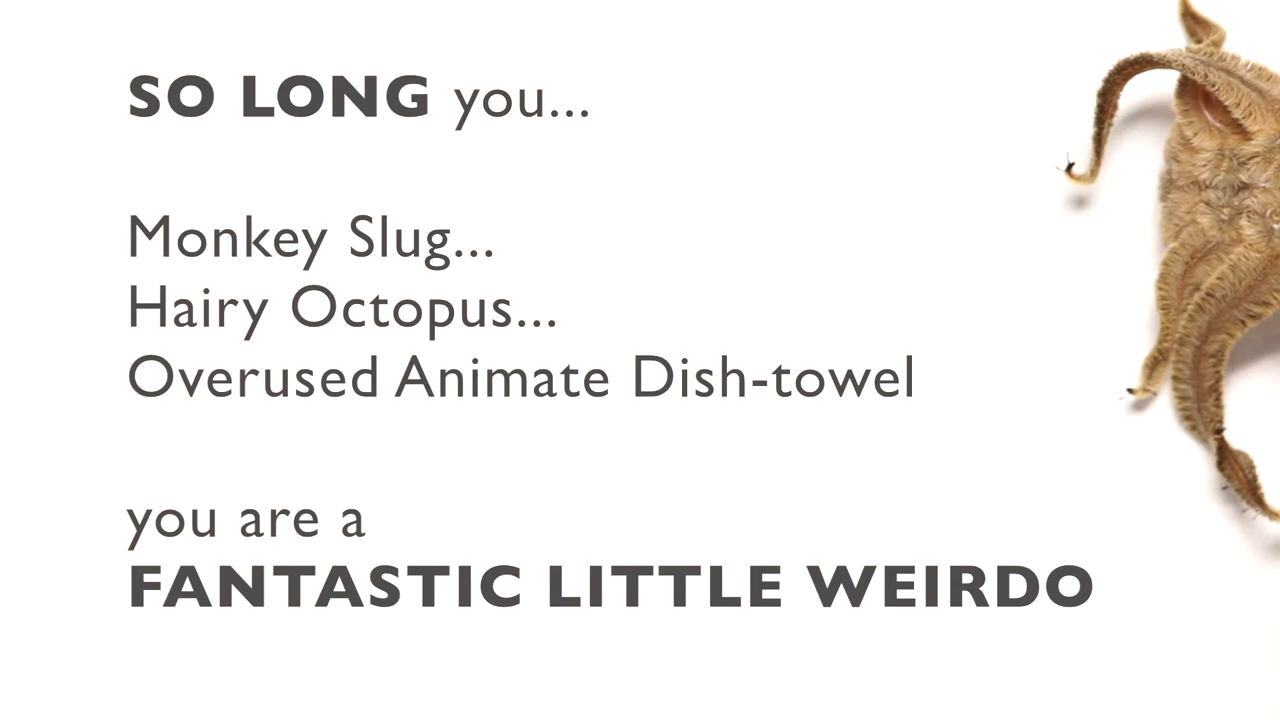 SO LONG you...
Monkey Slug...
Hairy Octopus...
Overused Animate Dish-towel
you are a
FANTASTIC LITTLE WEIRDO